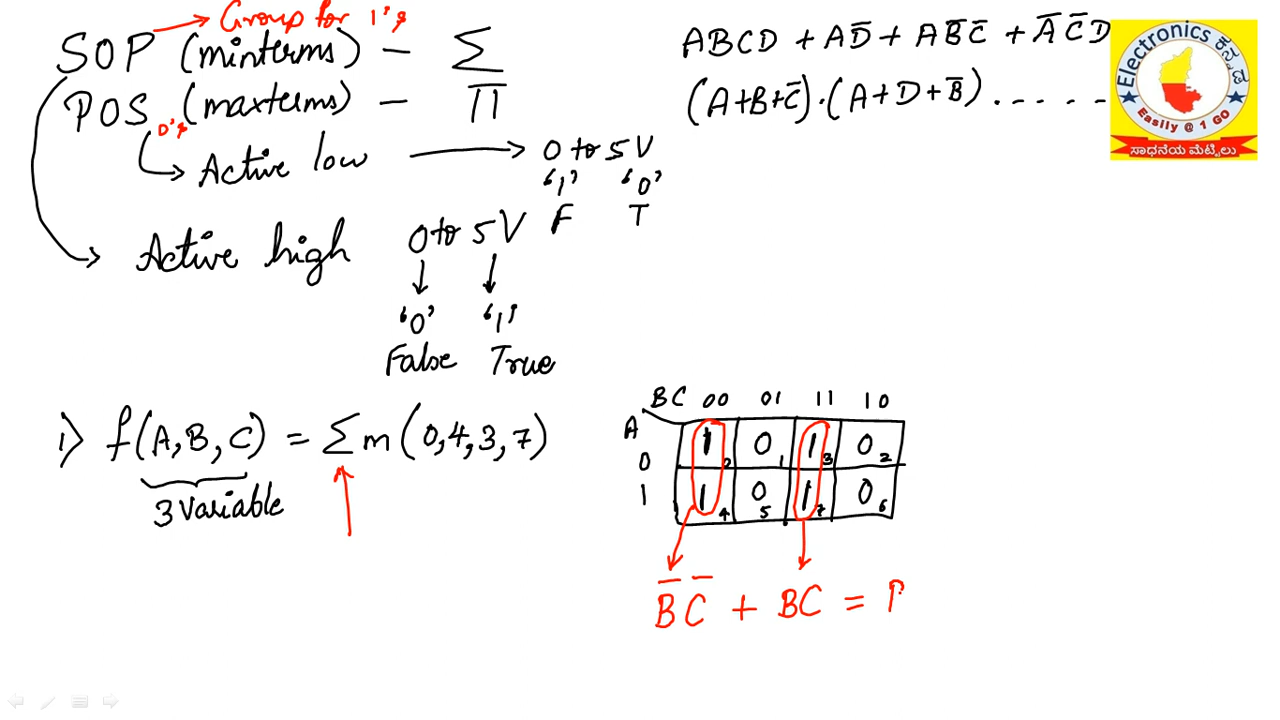 Group for 1's
SOP (minterms) – Σ
POS (maxterms) – Π
0's
Active low → 0 to 5V
'1' '0'
F T
Active high 0 to 5V
'0' '1'
False True
ABCD + AD̅ + AB̅C̅ + A̅C̅D
(A+B+C̅)·(A+D+B̅) . . . . .
Electronics ಕನ್ನಡ
Easily @ 1 GO
ಸಾಧನೆಯ ಮೆಟ್ಟಿಲು
1) f(A,B,C) = Σm(0,4,3,7)
3 Variable
BC 00 01 11 10
A
0 1 0 0 1 1 3 0 2
1 1 4 0 5 1 7 0 6
B̅C̅ + BC =